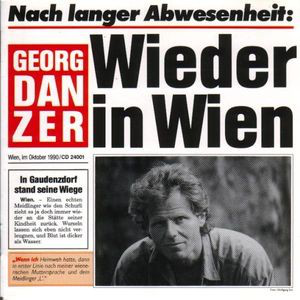 Nach langer Abwesenheit:
GEORG
DAN
ZER
Wieder
in Wien
Wien, im Oktober 1990/CD 24001
In Gaudenzdorf
stand seine Wiege
Wien. – Einen echten
Meidlinger wie den Schurli
zieht es ja doch immer wie-
der an die Stätte seiner
Kindheit zurück. Wurzeln
lassen sich eben nicht ver-
leugnen, und Blut ist dicker
als Wasser.
„Wenn ich Heimweh hatte, dann
in erster Linie nach meiner wiene-
rischen Muttersprache und dem
Meidlinger „L“.“